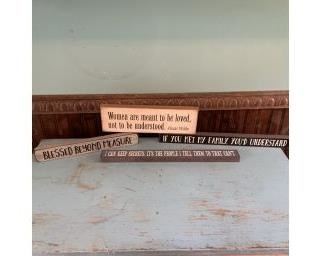 Women are meant to be loved,
not to be understood. Oscar Wilde
BLESSED BEYOND MEASURE
IF YOU MET MY FAMILY YOU'D UNDERSTAND
I CAN KEEP SECRETS. IT'S THE PEOPLE I TELL THEM TO THAT CAN'T.